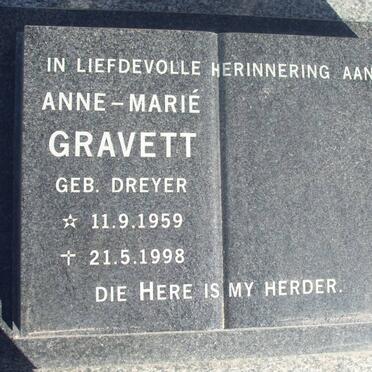 IN LIEFDEVOLLE HERINNERING AAN
ANNE-MARIÉ
GRAVETT
GEB. DREYER
☆ 11.9.1959
✝ 21.5.1998
DIE HERE IS MY HERDER.